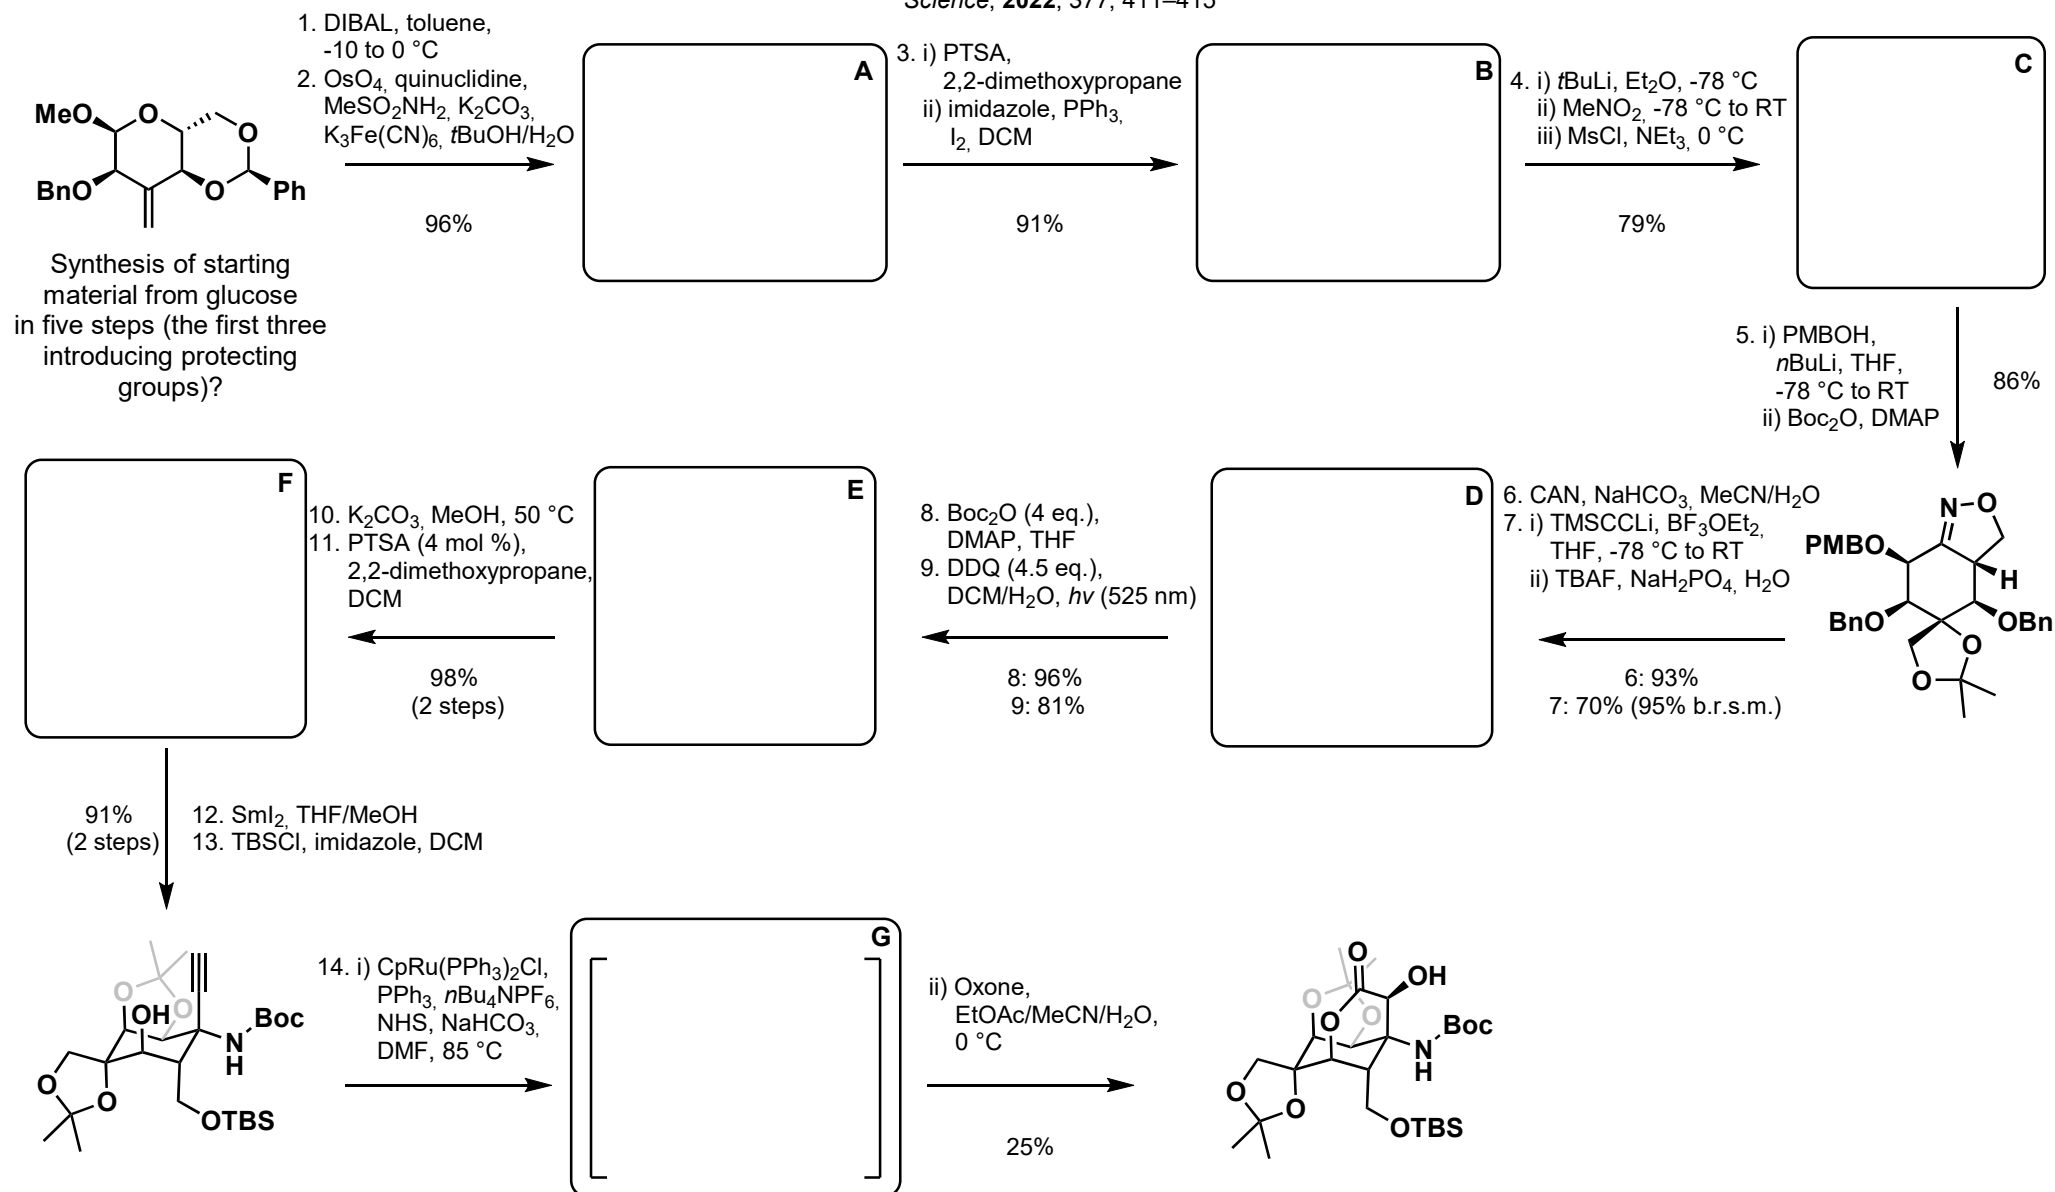 Science, 2022, 377, 411–415
1. DIBAL, toluene,
-10 to 0 °C
2. OsO4, quinuclidine,
MeSO2NH2, K2CO3,
K3Fe(CN)6, tBuOH/H2O
96%
A
3. i) PTSA,
2,2-dimethoxypropane
ii) imidazole, PPh3,
I2, DCM
91%
B
4. i) tBuLi, Et2O, -78 °C
ii) MeNO2, -78 °C to RT
iii) MsCl, NEt3, 0 °C
79%
C
MeO
O
O
BnO
O
Ph
Synthesis of starting
material from glucose
in five steps (the first three
introducing protecting
groups)?
5. i) PMBOH,
nBuLi, THF,
-78 °C to RT
ii) Boc2O, DMAP
86%
N O
PMBO
H
BnO
OBn
O
O
6. CAN, NaHCO3, MeCN/H2O
7. i) TMSCCLi, BF3OEt2,
THF, -78 °C to RT
ii) TBAF, NaH2PO4, H2O
6: 93%
7: 70% (95% b.r.s.m.)
D
8. Boc2O (4 eq.),
DMAP, THF
9. DDQ (4.5 eq.),
DCM/H2O, hv (525 nm)
8: 96%
9: 81%
E
10. K2CO3, MeOH, 50 °C
11. PTSA (4 mol %),
2,2-dimethoxypropane,
DCM
98%
(2 steps)
F
91%
(2 steps)
12. SmI2, THF/MeOH
13. TBSCl, imidazole, DCM
O
OH
O
Boc
N
H
O
O
OTBS
14. i) CpRu(PPh3)2Cl,
PPh3, nBu4NPF6,
NHS, NaHCO3,
DMF, 85 °C
G
ii) Oxone,
EtOAc/MeCN/H2O,
0 °C
25%
O
OH
O
O
O
Boc
N
H
O
O
OTBS